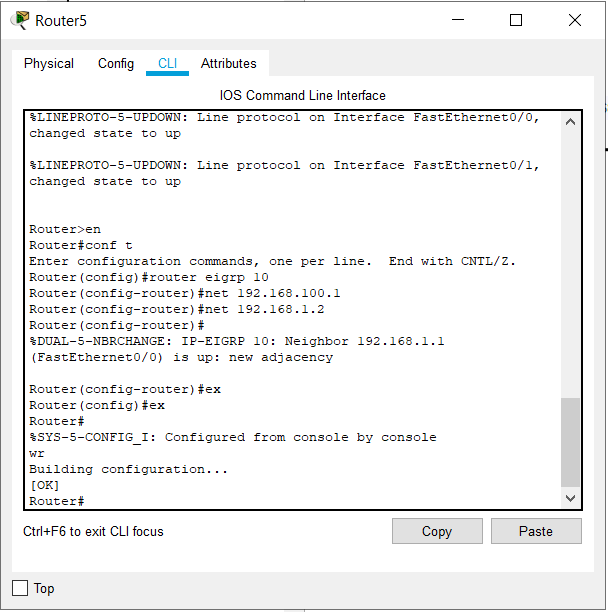 Router5
Physical Config CLI Attributes
IOS Command Line Interface
%LINEPROTO-5-UPDOWN: Line protocol on Interface FastEthernet0/0,
changed state to up
%LINEPROTO-5-UPDOWN: Line protocol on Interface FastEthernet0/1,
changed state to up
Router>en
Router#conf t
Enter configuration commands, one per line.  End with CNTL/Z.
Router(config)#router eigrp 10
Router(config-router)#net 192.168.100.1
Router(config-router)#net 192.168.1.2
Router(config-router)#
%DUAL-5-NBRCHANGE: IP-EIGRP 10: Neighbor 192.168.1.1
(FastEthernet0/0) is up: new adjacency
Router(config-router)#ex
Router(config)#ex
Router#
%SYS-5-CONFIG_I: Configured from console by console
wr
Building configuration...
[OK]
Router#
Ctrl+F6 to exit CLI focus
Copy Paste
Top